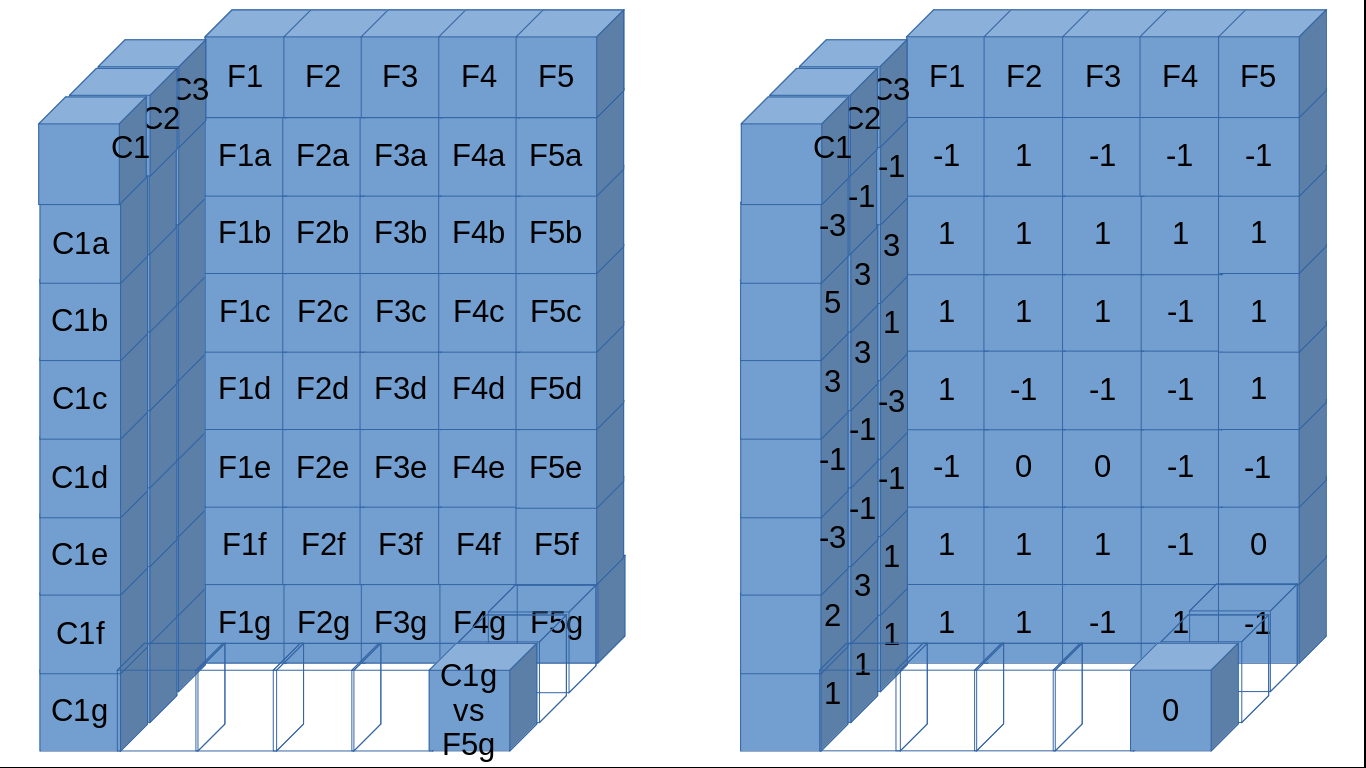 F1 F2 F3 F4 F5
C3
C2
C1
F1a F2a F3a F4a F5a
F1b F2b F3b F4b F5b
C1a
F1c F2c F3c F4c F5c
C1b
F1d F2d F3d F4d F5d
C1c
F1e F2e F3e F4e F5e
C1d
F1f F2f F3f F4f F5f
C1e
F1g F2g F3g F4g F5g
C1f
C1g
C1g
vs
F5g
F1 F2 F3 F4 F5
C3
C2
C1
-1 1 -1 -1 -1
-1
-1
-3
1 1 1 1 1
3
3
5
1 1 1 -1 1
1
3
3
1 -1 -1 -1 1
-3
-1
-1
-1 0 0 -1 -1
-1
-1
-3
1 1 1 -1 0
1
3
2
1 1 -1 1 -1
1
1
1
0